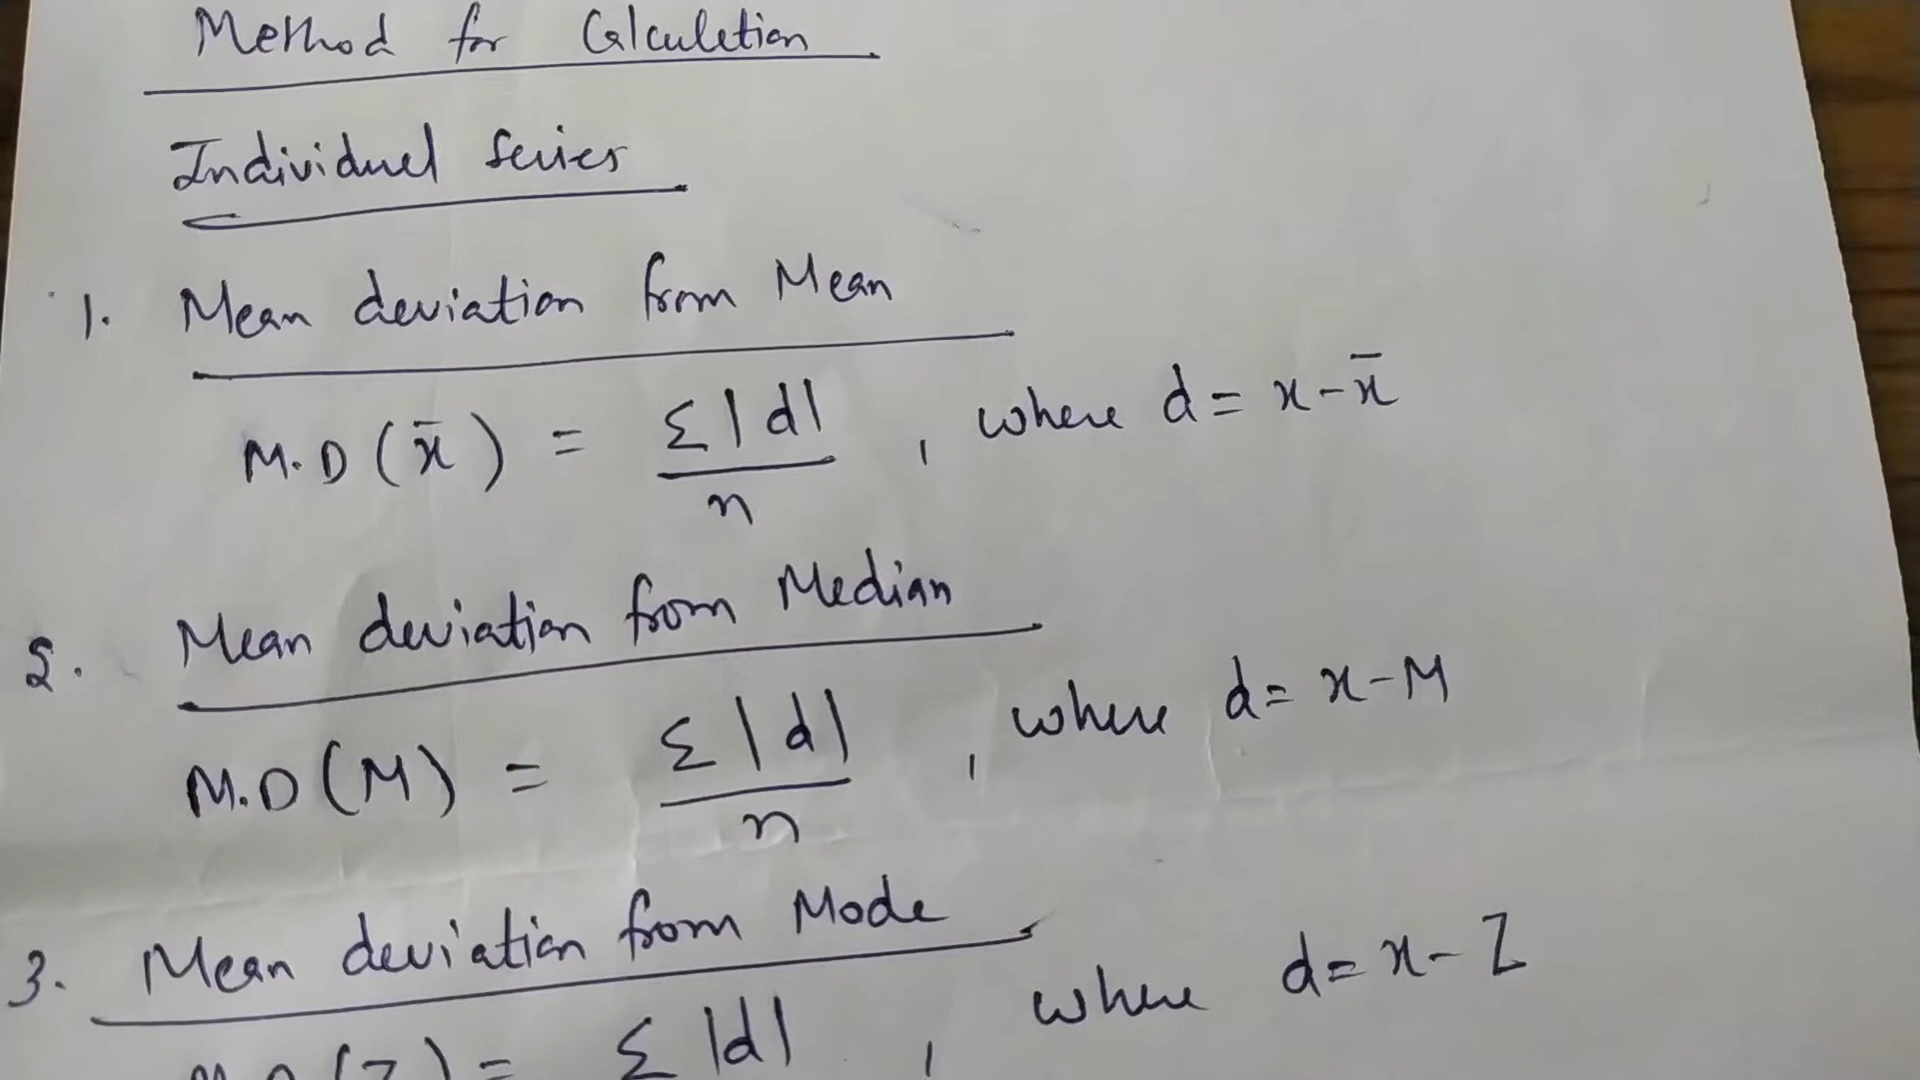 Method for Calculation
Individual Series
1. Mean deviation from Mean
M.D(x̄) = Σ|d| / n , where d = x - x̄
2. Mean deviation from Median
M.D(M) = Σ|d| / n , where d = x - M
3. Mean deviation from Mode
M.D(Z) = Σ|d| , where d = x - Z